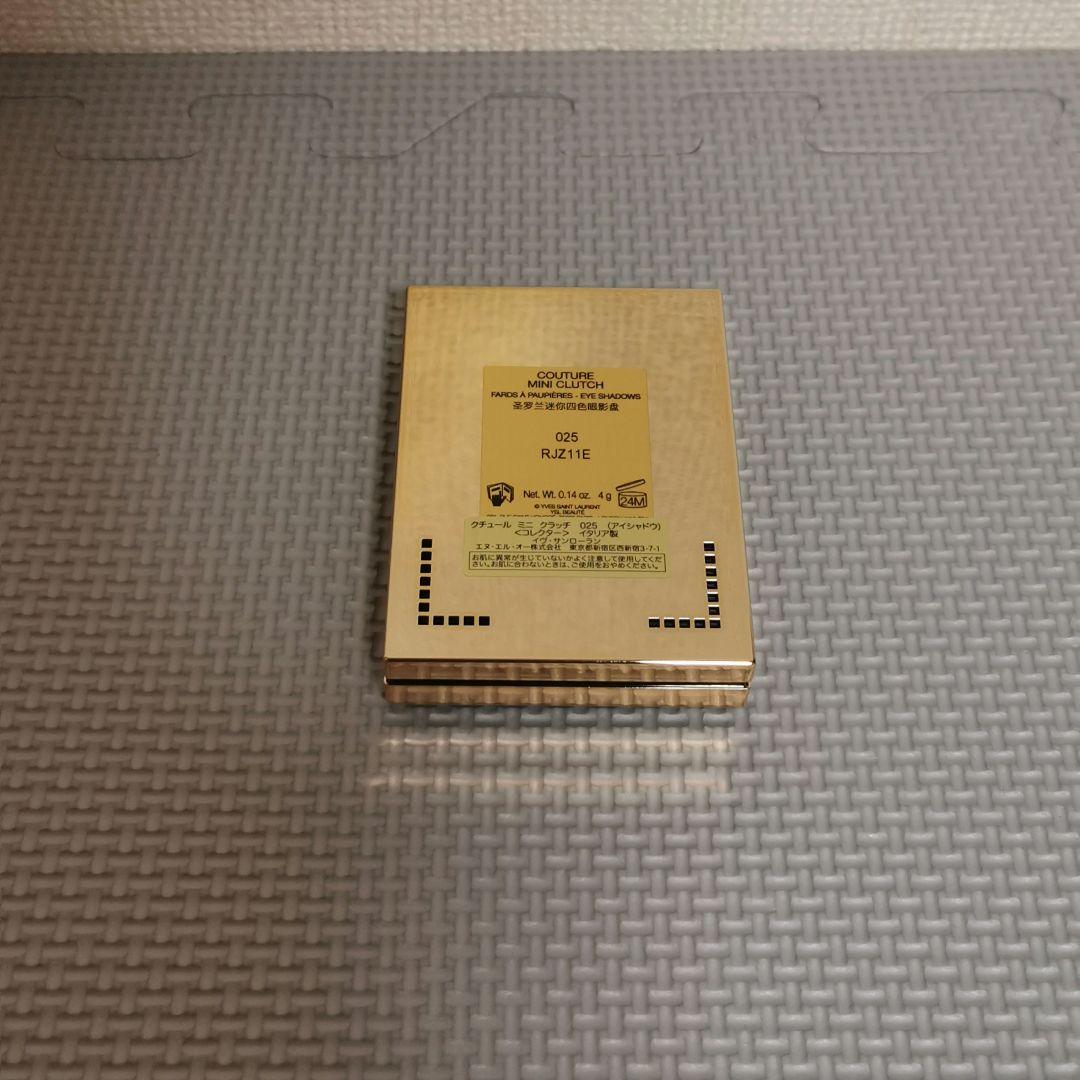 COUTURE
MINI CLUTCH
FARDS À PAUPIÈRES - EYE SHADOWS
圣罗兰迷你四色眼影盘
025
RJZ11E
Net. Wt. 0.14 oz. 4 g
24M
© YVES SAINT LAURENT
YSL BEAUTÉ
クチュール ミニ クラッチ 025 (アイシャドウ)
<コレクター> イタリア製
イヴ・サンローラン
エヌ・エル・オー株式会社 東京都新宿区西新宿3-7-1
お肌に異常が生じていないかよく注意して使用してくだ
さい。お肌に合わないときは、ご使用をおやめください。